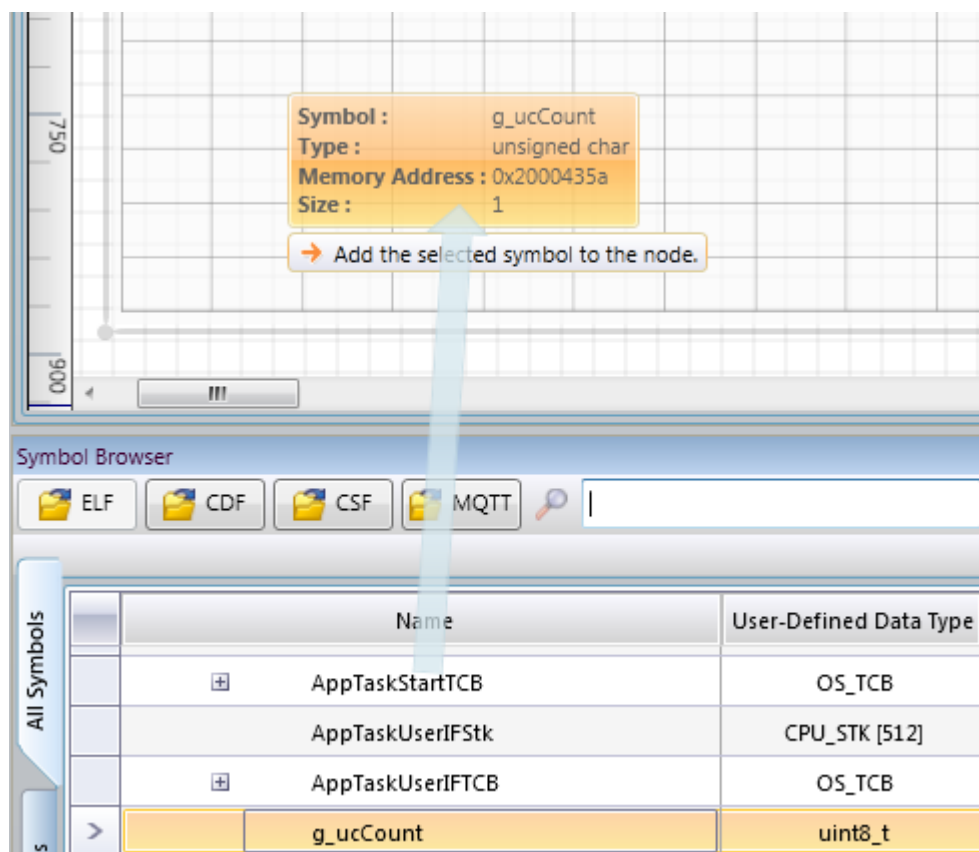 750
Symbol : g_ucCount
Type : unsigned char
Memory Address : 0x2000435a
Size : 1
Add the selected symbol to the node.
900
Symbol Browser
ELF CDF CSF MQTT
All Symbols
Name User-Defined Data Type
AppTaskStartTCB OS_TCB
AppTaskUserIFStk CPU_STK [512]
AppTaskUserIFTCB OS_TCB
g_ucCount uint8_t